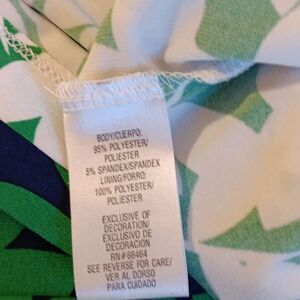 BODY/CUERPO:
95% POLYESTER/
POLIESTER
5% SPANDEX/SPANDEX
LINING/FORRO:
100% POLYESTER/
POLIESTER
EXCLUSIVE OF
DECORATION/
EXCLUSIVO DE
DECORACION
RN#66464
SEE REVERSE FOR CARE/
VER AL DORSO
PARA CUIDADO